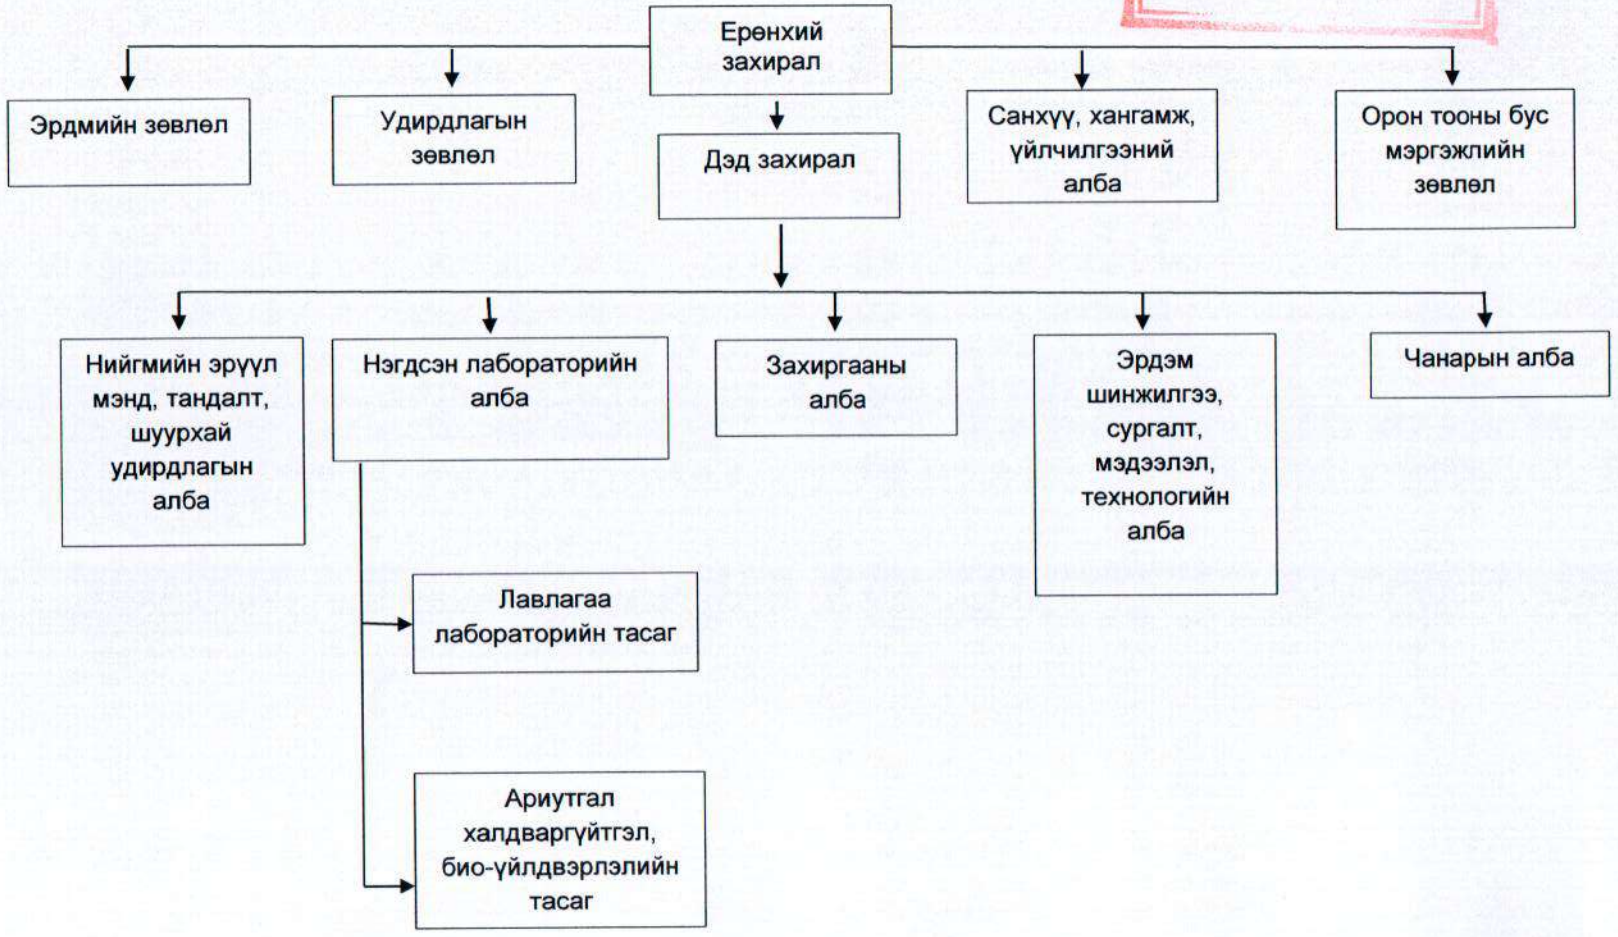 Ерөнхий
захирал
Эрдмийн зөвлөл
Удирдлагын
зөвлөл
Дэд захирал
Санхүү, хангамж,
үйлчилгээний
алба
Орон тооны бус
мэргэжлийн
зөвлөл
Нийгмийн эрүүл
мэнд, тандалт,
шуурхай
удирдлагын
алба
Нэгдсэн лабораторийн
алба
Захиргааны
алба
Эрдэм
шинжилгээ,
сургалт,
мэдээлэл,
технологийн
алба
Чанарын алба
Лавлагаа
лабораторийн тасаг
Ариутгал
халдваргүйтгэл,
био-үйлдвэрлэлийн
тасаг